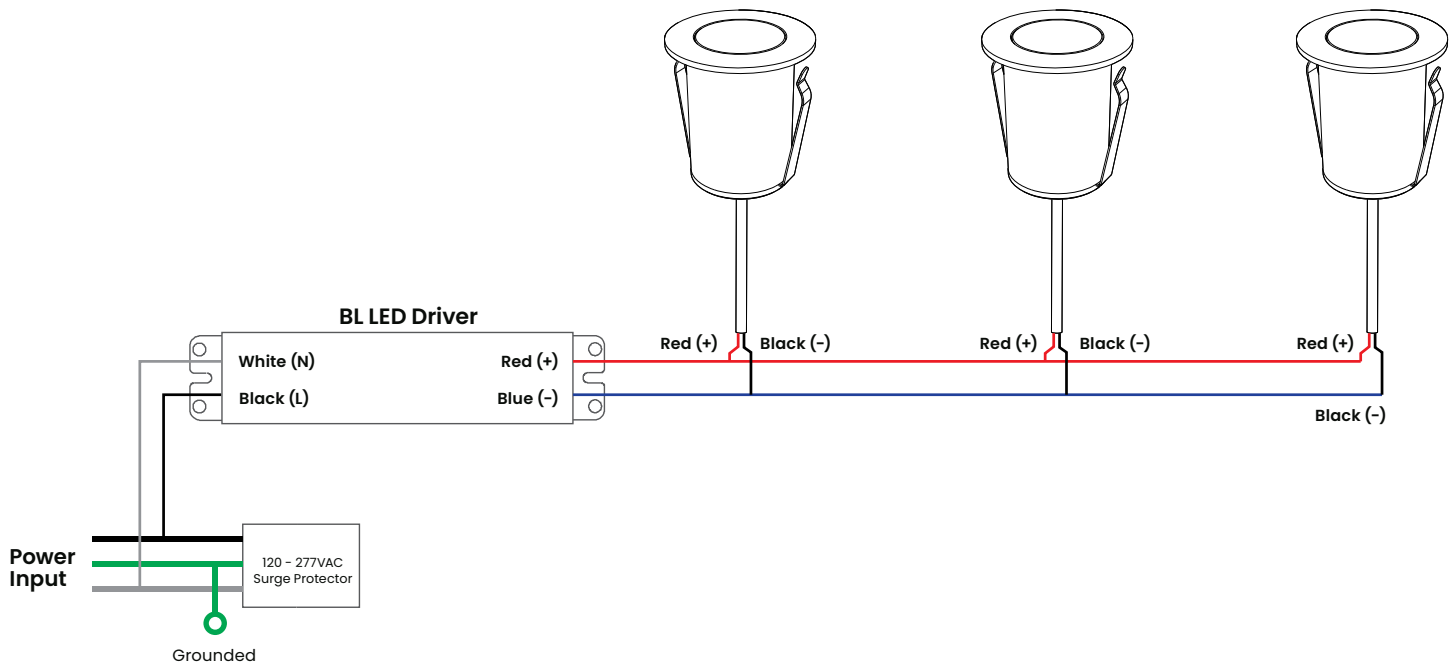 BL LED Driver
White (N)
Red (+)
Black (L)
Blue (-)
Red (+)
Black (-)
Red (+)
Black (-)
Red (+)
Black (-)
Power
Input
120 - 277VAC
Surge Protector
Grounded